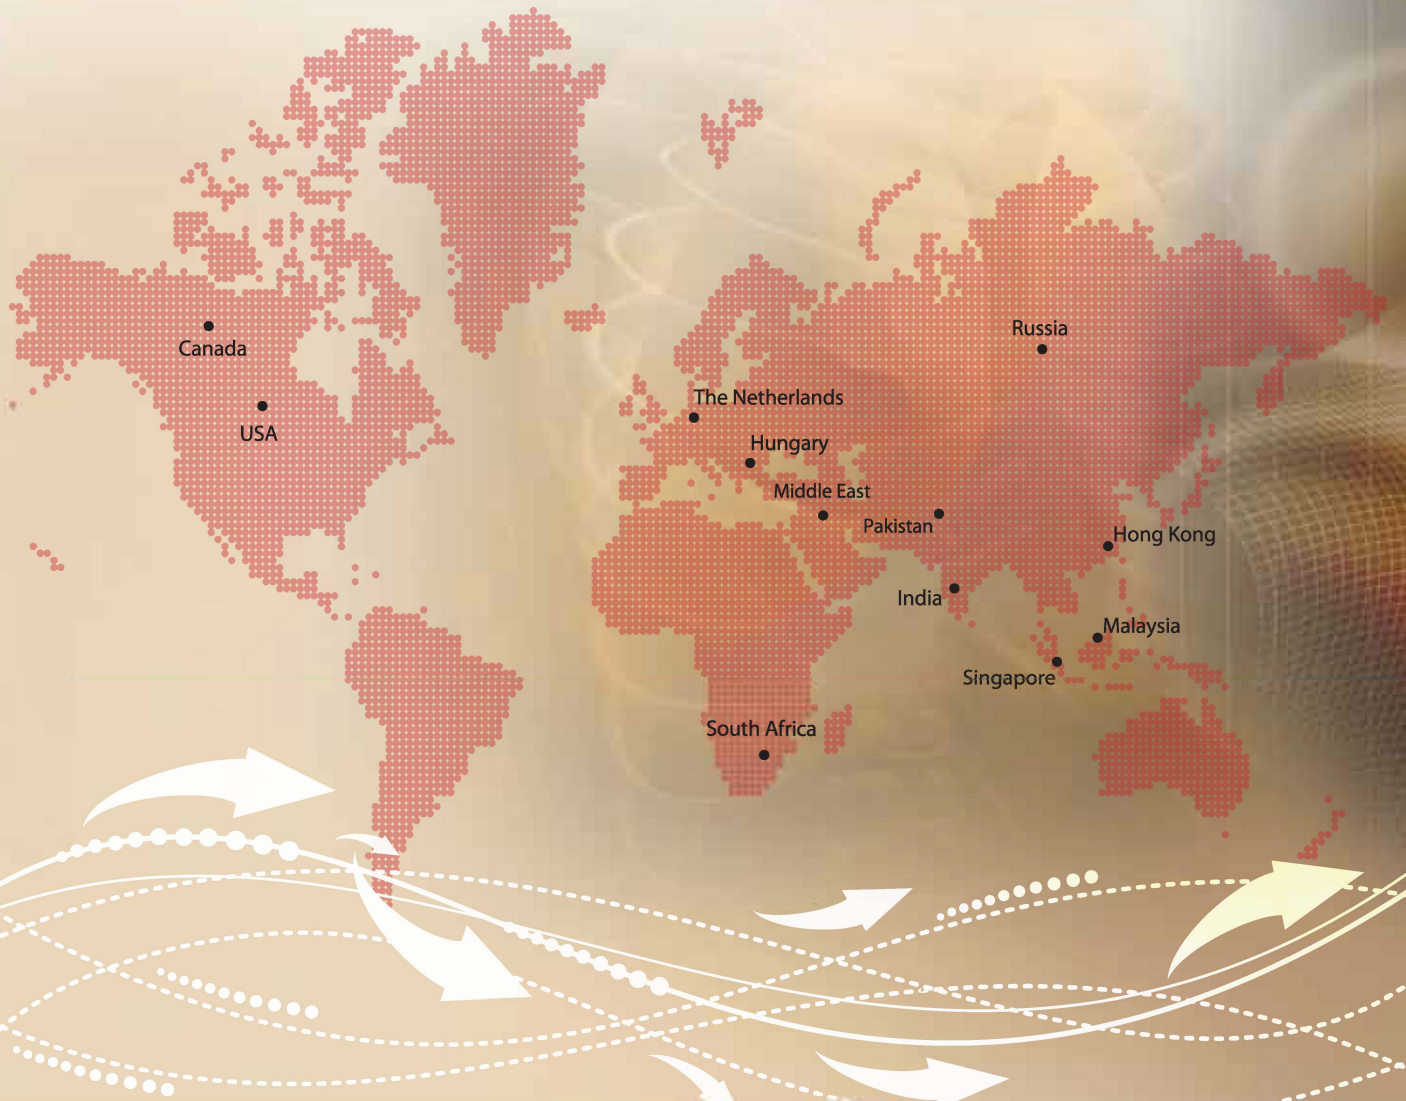 Russia
Canada
The Netherlands
USA
Hungary
Middle East
Pakistan
Hong Kong
India
Malaysia
Singapore
South Africa